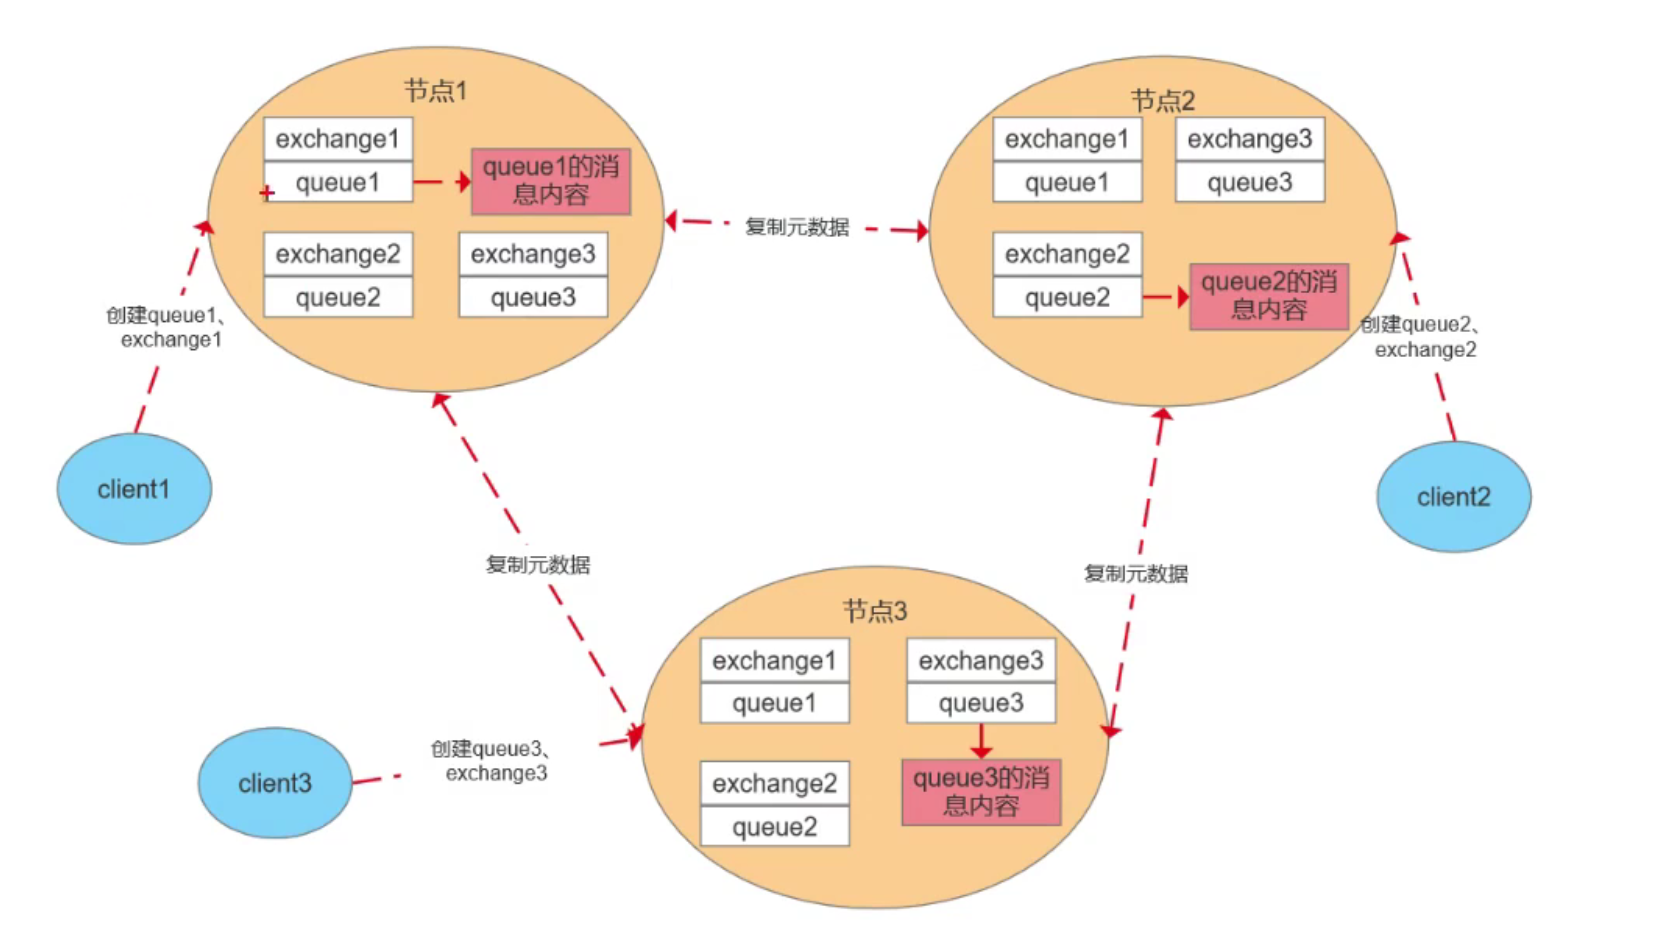 节点1
exchange1
queue1
queue1的消
息内容
exchange2
queue2
exchange3
queue3
节点2
exchange1
queue1
exchange3
queue3
exchange2
queue2
queue2的消
息内容
复制元数据
创建queue1、
exchange1
client1
创建queue2、
exchange2
client2
复制元数据
复制元数据
节点3
exchange1
queue1
exchange3
queue3
exchange2
queue2
queue3的消
息内容
创建queue3、
exchange3
client3